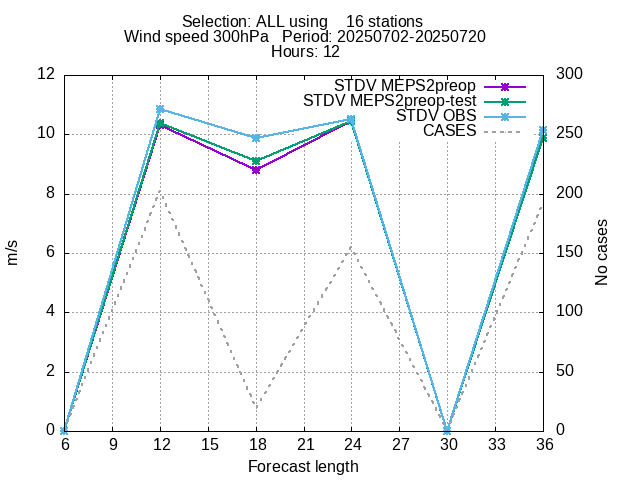 Selection: ALL using    16 stations
Wind speed 300hPa   Period: 20250702-20250720
Hours: 12
STDV MEPS2preop
STDV MEPS2preop-test
STDV OBS
CASES
12
10
8
6
4
2
0
m/s
300
250
200
150
100
50
0
No cases
6 9 12 15 18 21 24 27 30 33 36
Forecast length